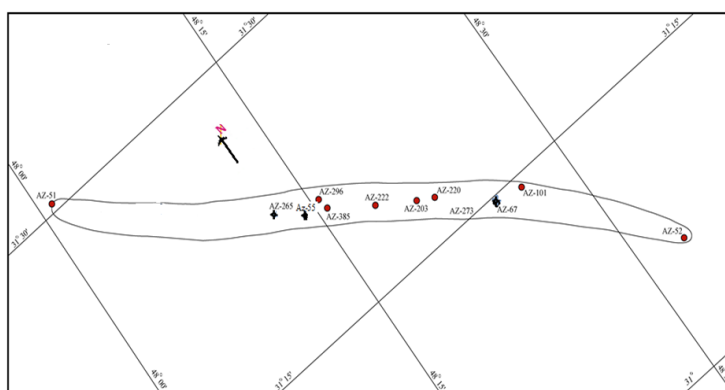 48° 15'
31° 30'
48° 30'
31° 15'
N
48° 00'
AZ-51
AZ-296
AZ-220
AZ-101
AZ-265
Az-55
AZ-222
AZ-273
AZ-385
AZ-203
AZ-67
AZ-52
31° 30'
48° 00'
31° 15'
48° 15'
31°